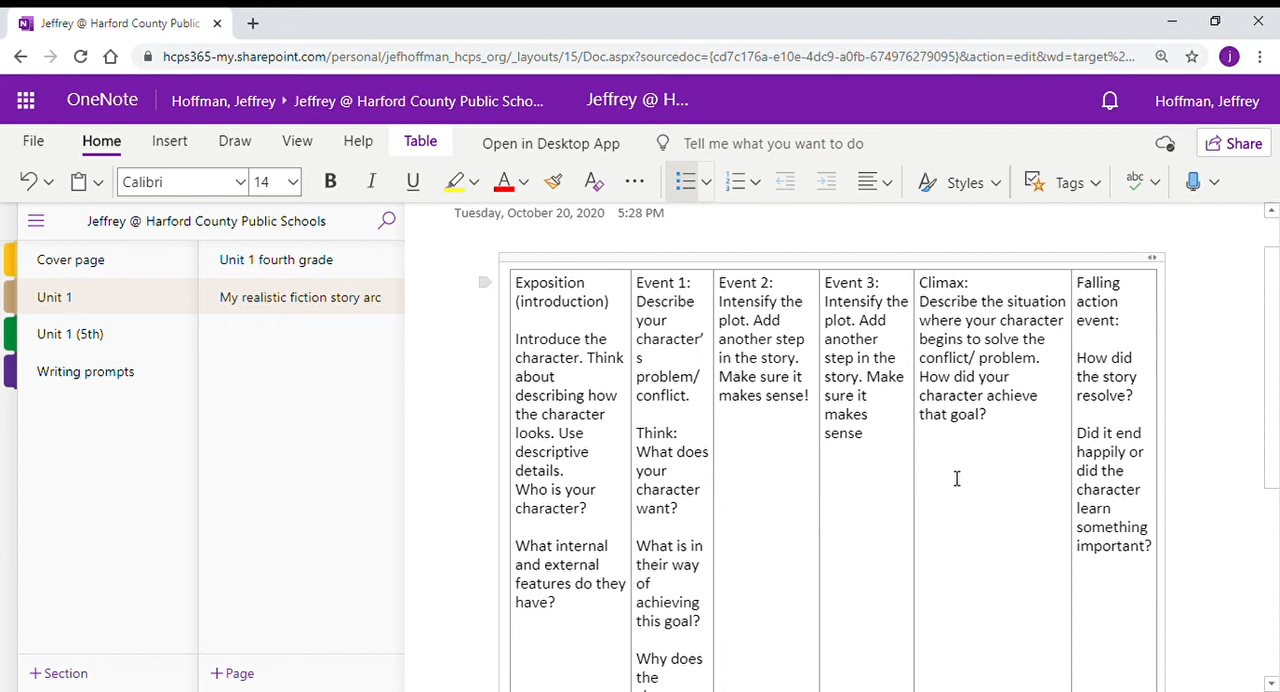 Jeffrey @ Harford County Public
hcps365-my.sharepoint.com/personal/jefhoffman_hcps_org/_layouts/15/Doc.aspx?sourcedoc={cd7c176a-e10e-4dc9-a0fb-674976279095}&action=edit&wd=target%2...
j
OneNote
Hoffman, Jeffrey
Jeffrey @ Harford County Public Scho...
Jeffrey @ H...
Hoffman, Jeffrey
File Home Insert Draw View Help Table Open in Desktop App Tell me what you want to do Share
Calibri 14 B I U A A ... Styles Tags abc
Jeffrey @ Harford County Public Schools
Cover page
Unit 1
Unit 1 (5th)
Writing prompts
+ Section
Unit 1 fourth grade
My realistic fiction story arc
+ Page
Tuesday, October 20, 2020 5:28 PM
Exposition
(introduction)
Introduce the
character. Think
about
describing how
the character
looks. Use
descriptive
details.
Who is your
character?
What internal
and external
features do they
have?
Event 1:
Describe
your
character'
s
problem/
conflict.
Think:
What does
your
character
want?
What is in
their way
of
achieving
this goal?
Why does
the
Event 2:
Intensify the
plot. Add
another step
in the story.
Make sure it
makes sense!
Event 3:
Intensify the
plot. Add
another
step in the
story. Make
sure it
makes
sense
Climax:
Describe the situation
where your character
begins to solve the
conflict/ problem.
How did your
character achieve
that goal?
Falling
action
event:
How did
the story
resolve?
Did it end
happily or
did the
character
learn
something
important?